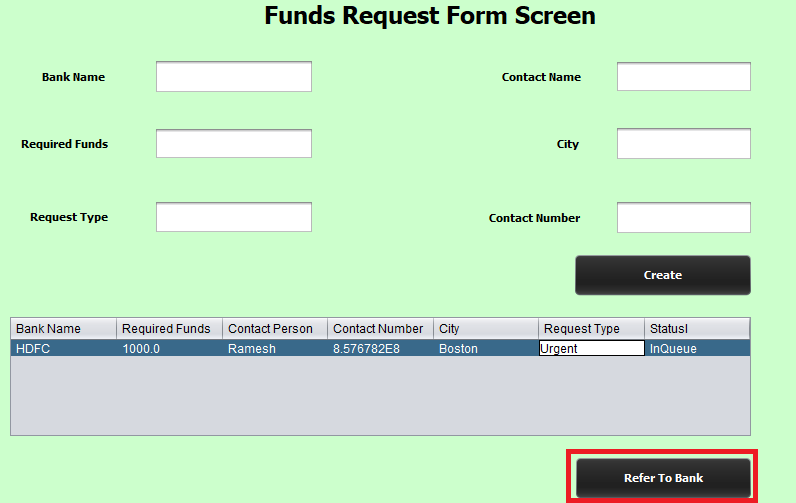 Funds Request Form Screen
Bank Name Contact Name
Required Funds City
Request Type Contact Number
Create
Bank Name Required Funds Contact Person Contact Number City Request Type StatusI
HDFC 1000.0 Ramesh 8.576782E8 Boston Urgent InQueue
Refer To Bank